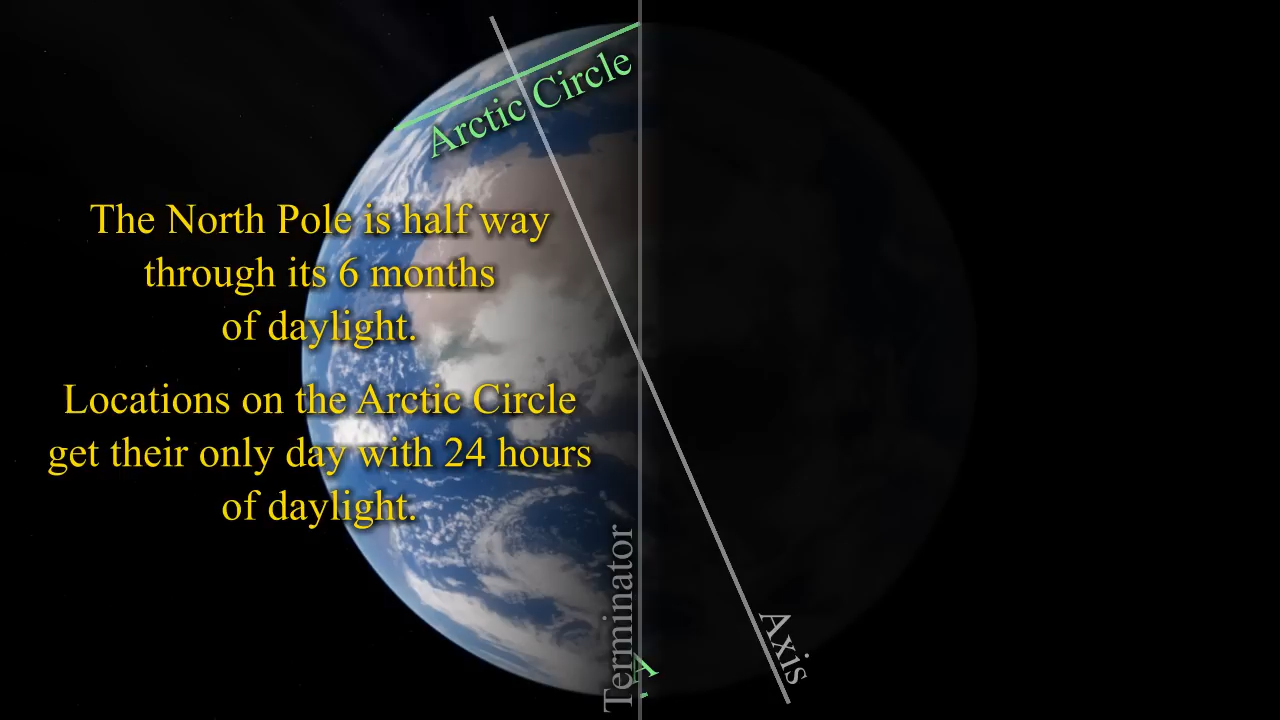 Arctic Circle
The North Pole is half way
through its 6 months
of daylight.
Locations on the Arctic Circle
get their only day with 24 hours
of daylight.
Terminator
Axis
A